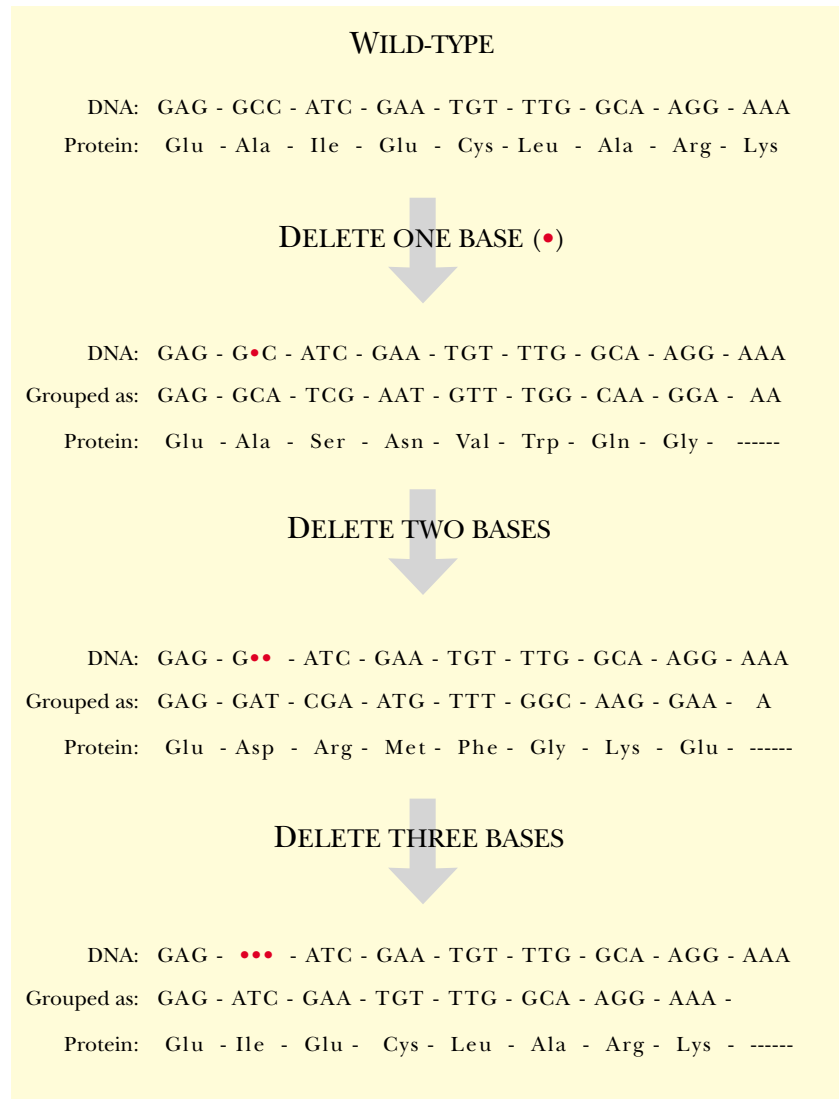 WILD-TYPE
DNA: GAG - GCC - ATC - GAA - TGT - TTG - GCA - AGG - AAA
Protein: Glu - Ala - Ile - Glu - Cys - Leu - Ala - Arg - Lys
DELETE ONE BASE (•)
DNA: GAG - G•C - ATC - GAA - TGT - TTG - GCA - AGG - AAA
Grouped as: GAG - GCA - TCG - AAT - GTT - TGG - CAA - GGA - AA
Protein: Glu - Ala - Ser - Asn - Val - Trp - Gln - Gly - ------
DELETE TWO BASES
DNA: GAG - G•• - ATC - GAA - TGT - TTG - GCA - AGG - AAA
Grouped as: GAG - GAT - CGA - ATG - TTT - GGC - AAG - GAA - A
Protein: Glu - Asp - Arg - Met - Phe - Gly - Lys - Glu - ------
DELETE THREE BASES
DNA: GAG - ••• - ATC - GAA - TGT - TTG - GCA - AGG - AAA
Grouped as: GAG - ATC - GAA - TGT - TTG - GCA - AGG - AAA -
Protein: Glu - Ile - Glu - Cys - Leu - Ala - Arg - Lys - ------